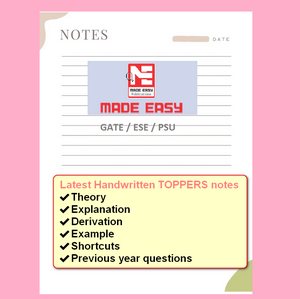 NOTES
DATE
MADE EASY
MADE EASY
GATE / ESE / PSU
Latest Handwritten TOPPERS notes
Theory
Explanation
Derivation
Example
Shortcuts
Previous year questions